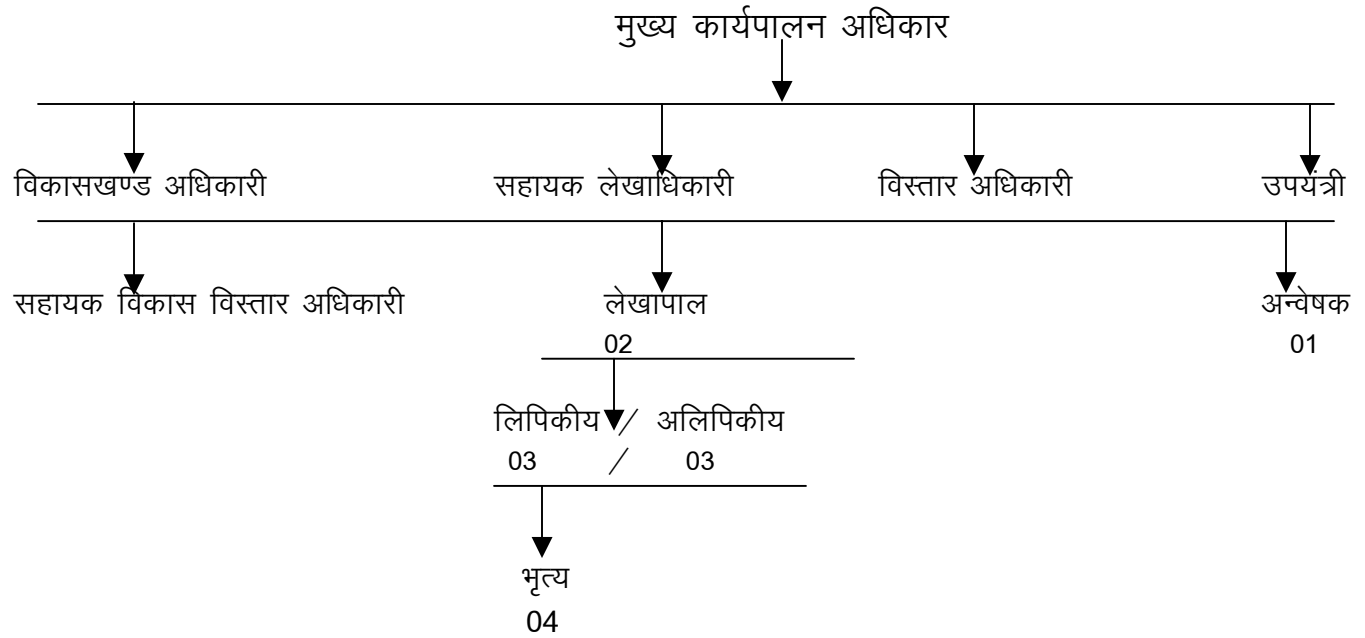 मुख्य कार्यपालन अधिकार
विकासखण्ड अधिकारी सहायक लेखाधिकारी विस्तार अधिकारी उपयंत्री
सहायक विकास विस्तार अधिकारी लेखापाल अन्वेषक
02 01
लिपिकीय / अलिपिकीय
03 / 03
भृत्य
04